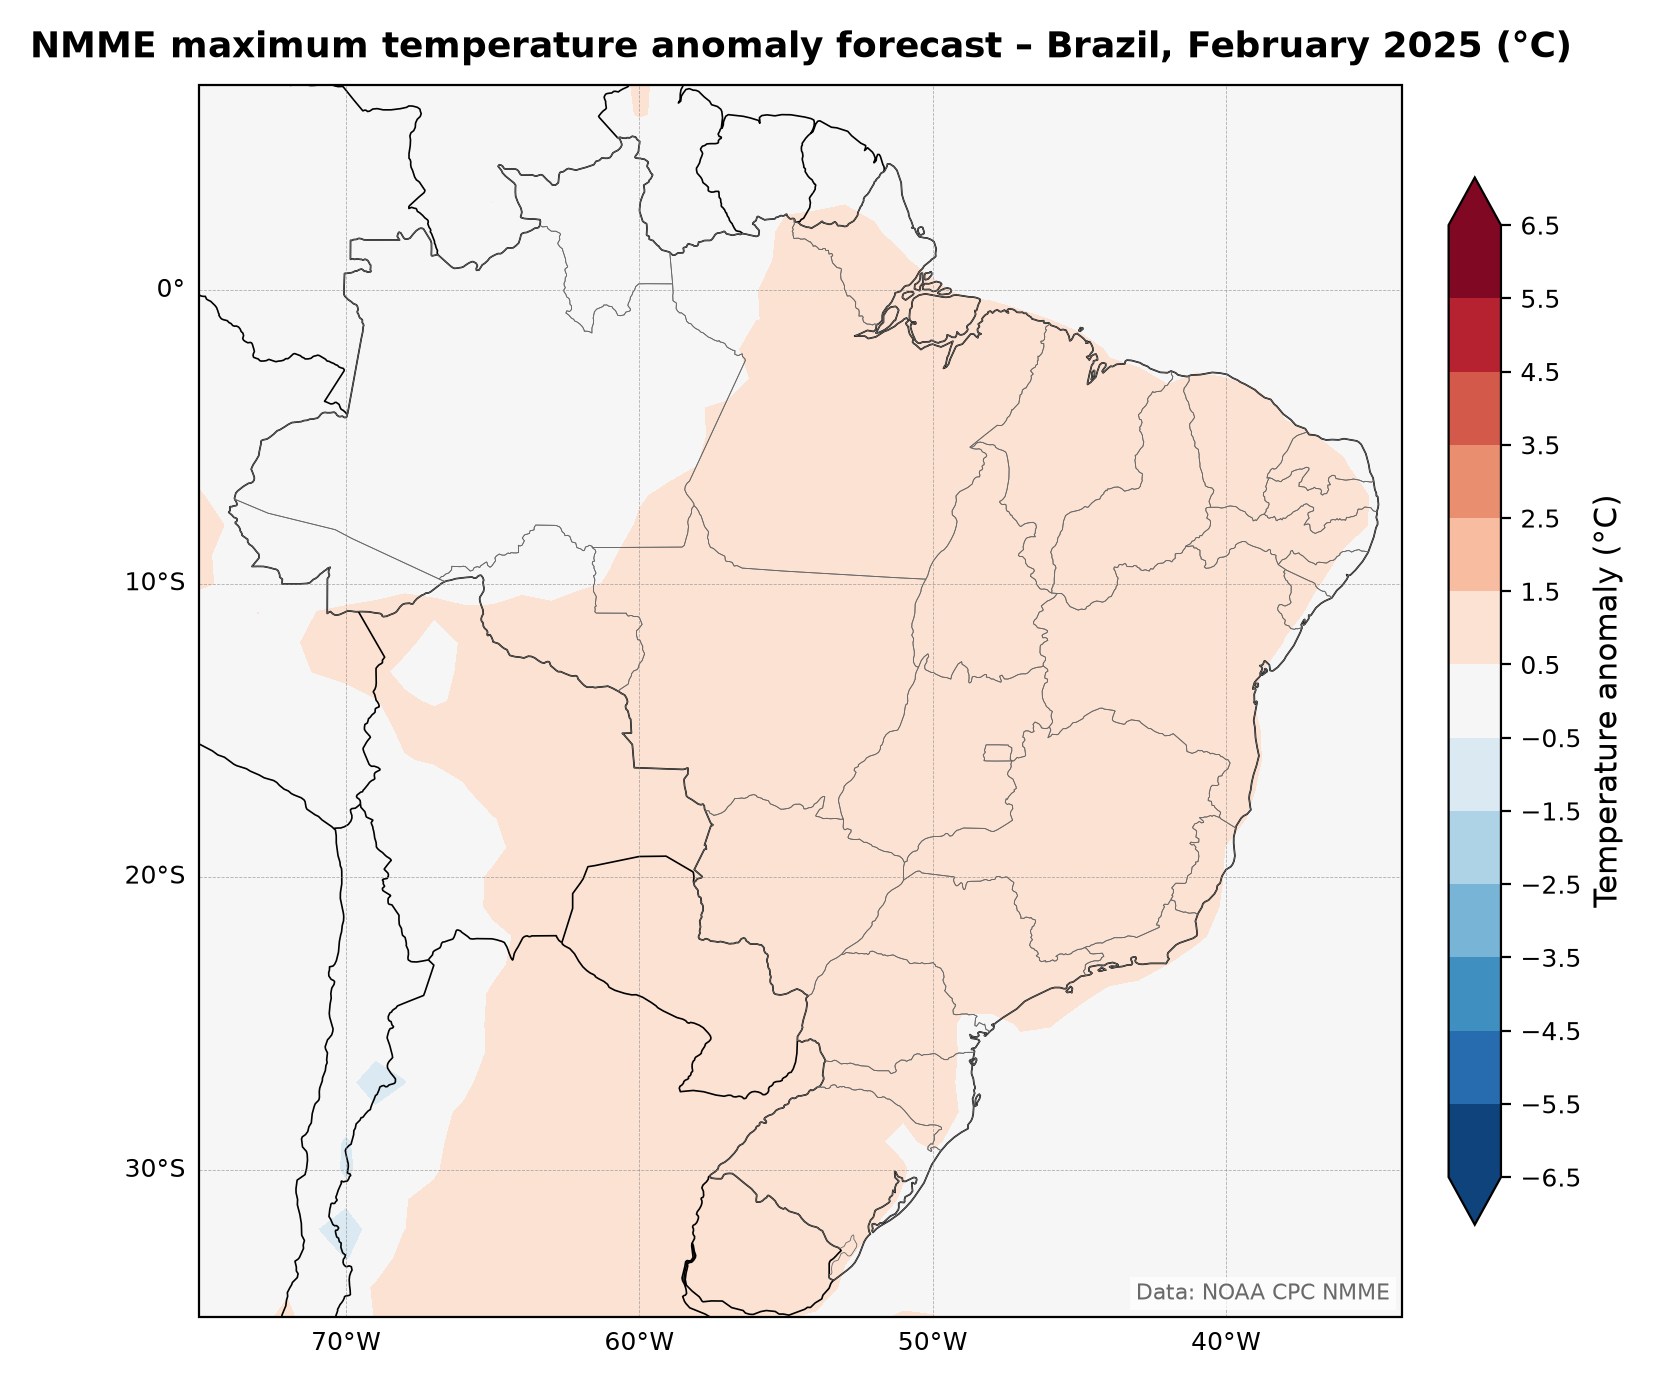 NMME maximum temperature anomaly forecast – Brazil, February 2025 (°C)
0°
10°S
20°S
30°S
70°W
60°W
50°W
40°W
6.5
5.5
4.5
3.5
2.5
1.5
0.5
−0.5
−1.5
−2.5
−3.5
−4.5
−5.5
−6.5
Temperature anomaly (°C)
Data: NOAA CPC NMME